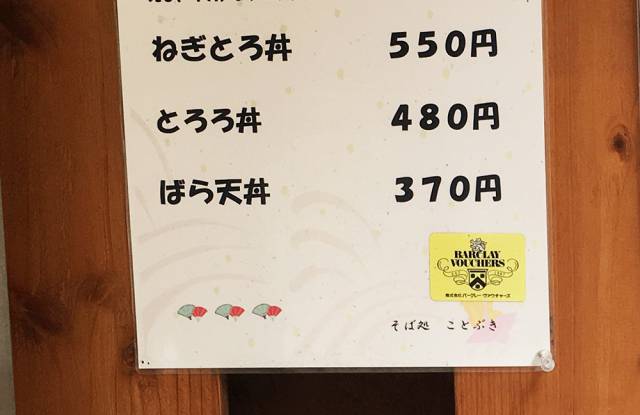 ねぎとろ丼 550円
とろろ丼 480円
ばら天丼 370円
BARCLAY
VOUCHERS
株式会社 バークレーヴァウチャーズ
そば処 ことぶき